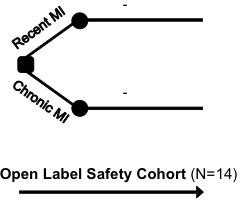 Recent MI
-
Chronic MI
-
Open Label Safety Cohort (N=14)